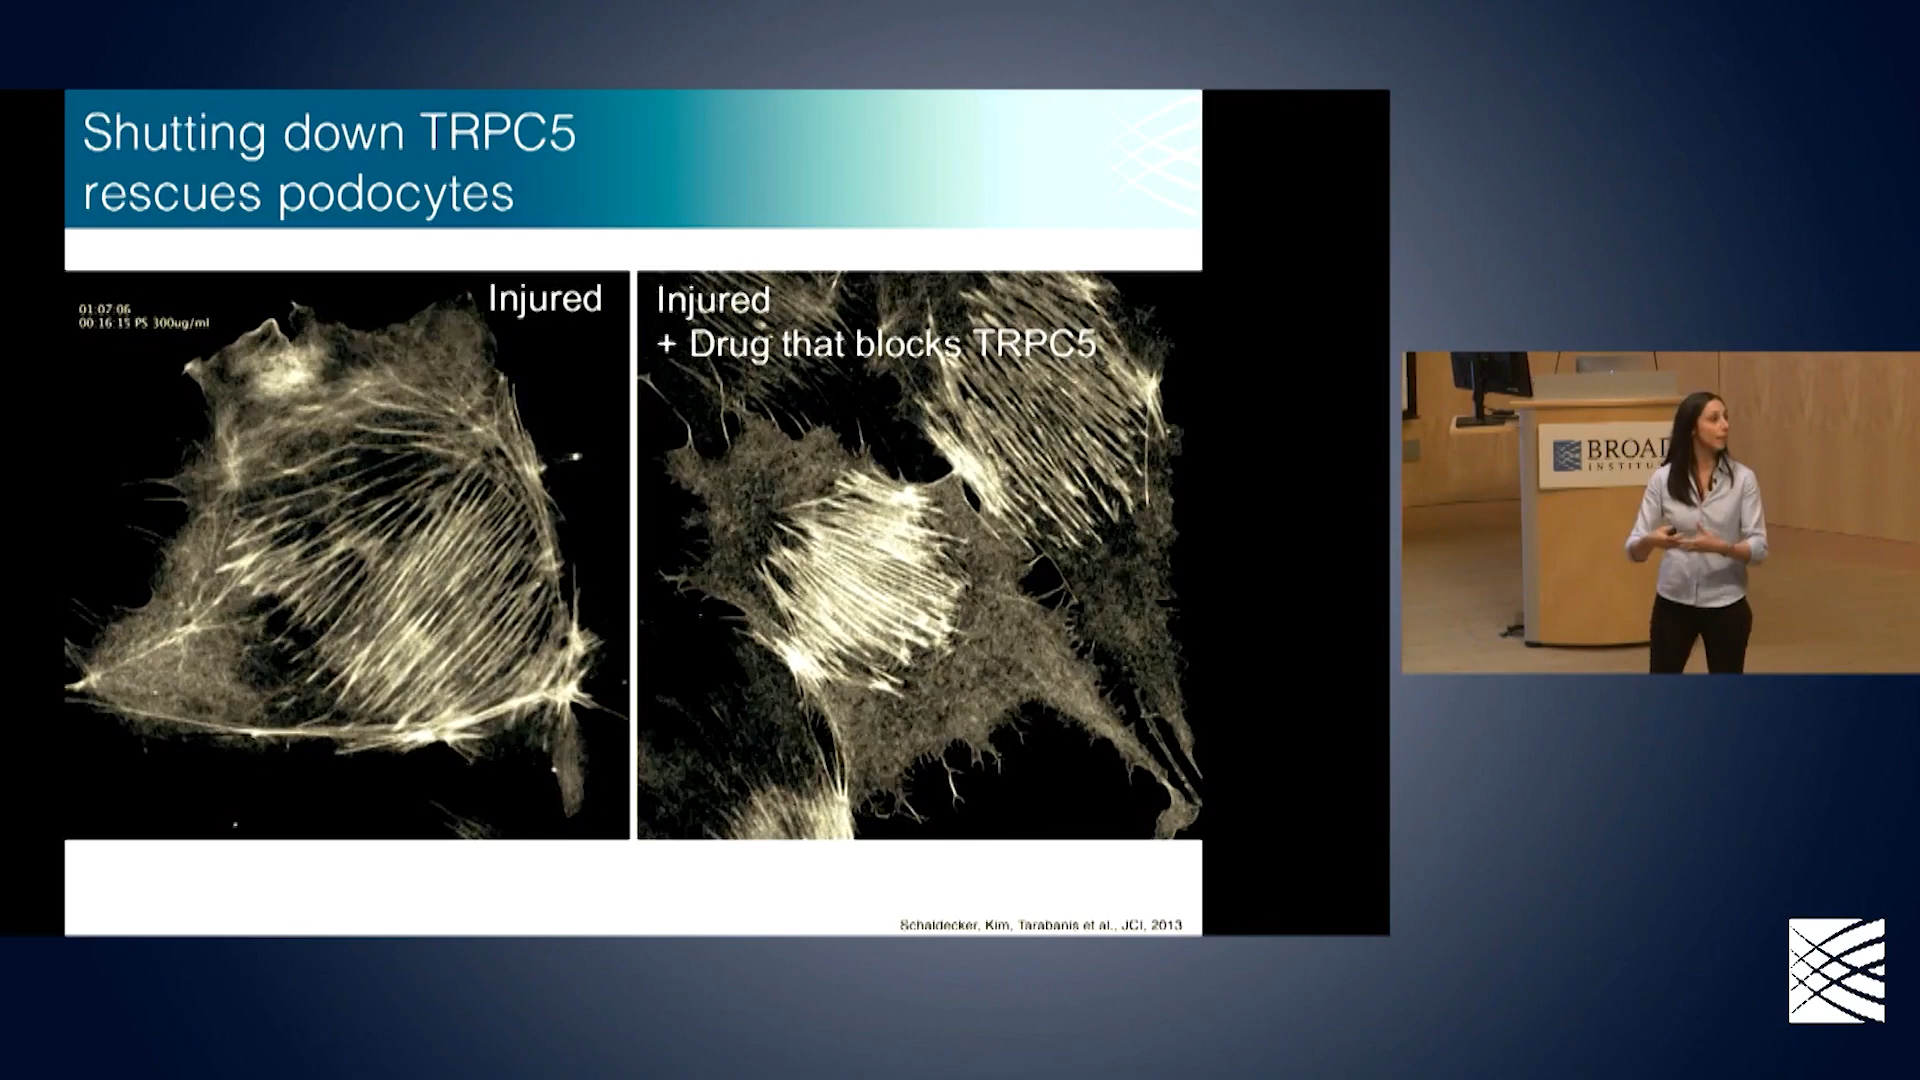 Shutting down TRPC5
rescues podocytes
01:07:06
00:16:15 PS 300ug/ml
Injured
Injured
+ Drug that blocks TRPC5
Schaldecker, Kim, Tarabanis et al., JCI, 2013
BROAD
INSTITU